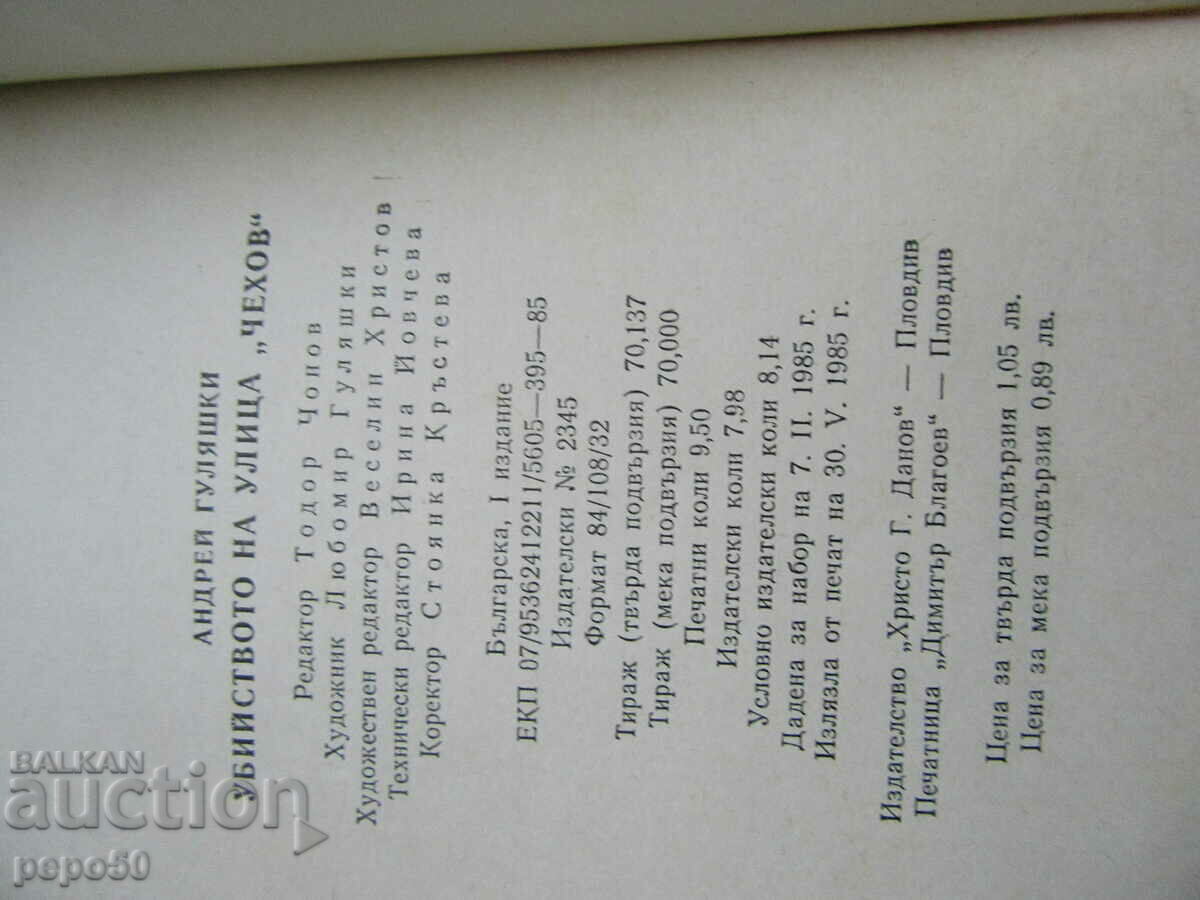 АНДРЕЙ ГУЛЯШКИ
УБИЙСТВОТО НА УЛИЦА „ЧЕХОВ“
Редактор Тодор Чонов
Художник Любомир Гуляшки
Художествен редактор Веселин Христов
Технически редактор Ирина Йовчева
Коректор Стоянка Кръстева
Българска, I издание
ЕКП 07/9536241221​1/5605—395—85
Издателски № 2345
Формат 84/108/32
Тираж (твърда подвързия) 70,137
Тираж (мека подвързия) 70,000
Печатни коли 9,50
Издателски коли 7,98
Условно издателски коли 8,14
Дадена за набор на 7. II. 1985 г.
Излязла от печат на 30. V. 1985 г.
Издателство „Христо Г. Данов“ — Пловдив
Печатница „Димитър Благоев“ — Пловдив
Цена за твърда подвързия 1,05 лв.
Цена за мека подвързия 0,89 лв.
BALKAN
auction
pepo50